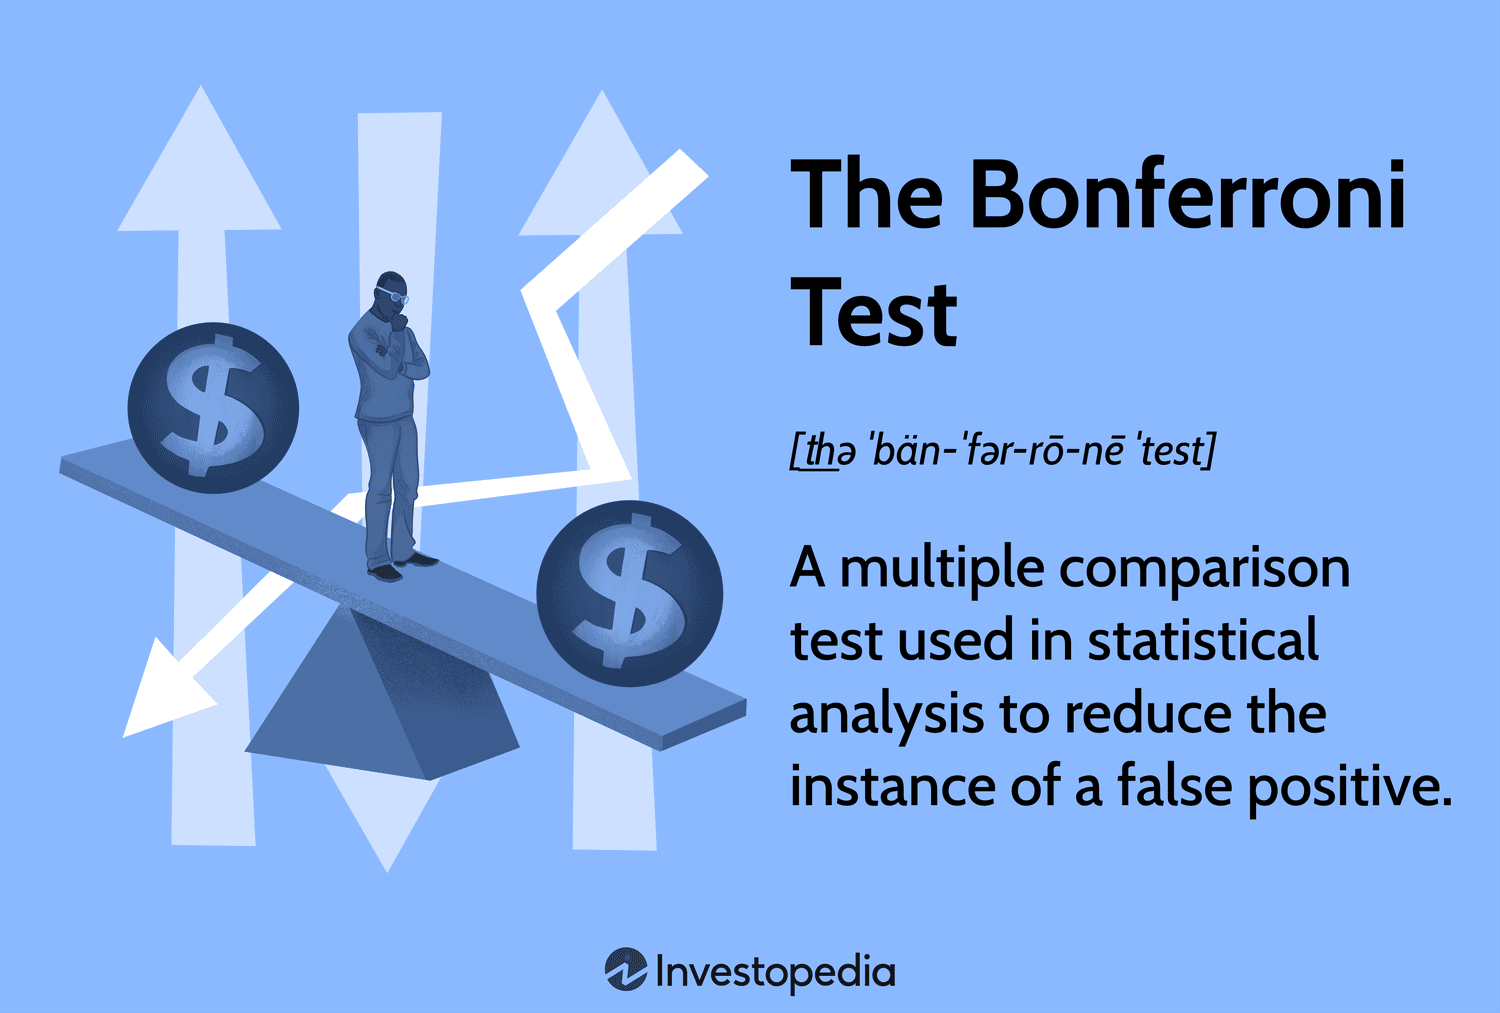 The Bonferroni
Test
[t͟hə ˈbän-ˈfər-rō-nē ˈtest]
A multiple comparison
test used in statistical
analysis to reduce the
instance of a false positive.
$
$
Investopedia